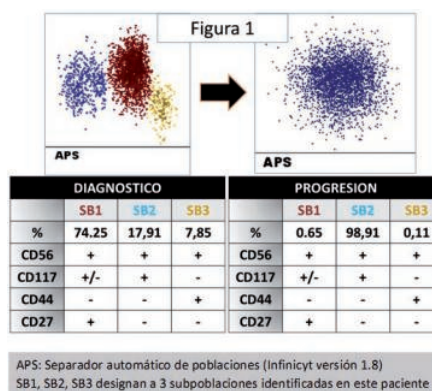 Figura 1
APS
APS
DIAGNOSTICO
SB1 SB2 SB3
% 74.25 17,91 7,85
CD56 + + +
CD117 +/- + -
CD44 - - +
CD27 + - -
PROGRESION
SB1 SB2 SB3
% 0.65 98,91 0,11
CD56 + + +
CD117 +/- + -
CD44 - - +
CD27 + - -
APS: Separador automático de poblaciones (Infinicyt versión 1.8)
SB1, SB2, SB3 designan a 3 subpoblaciones identificadas en este paciente